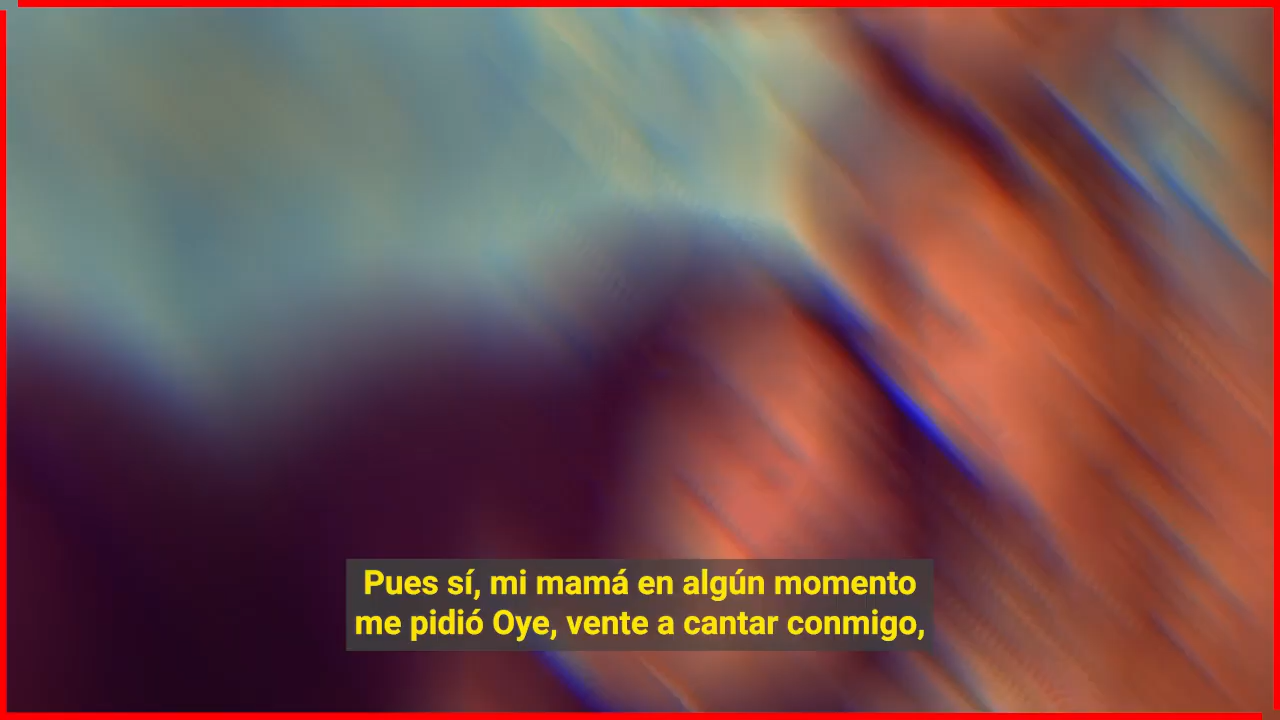 Pues sí, mi mamá en algún momento
me pidió Oye, vente a cantar conmigo,